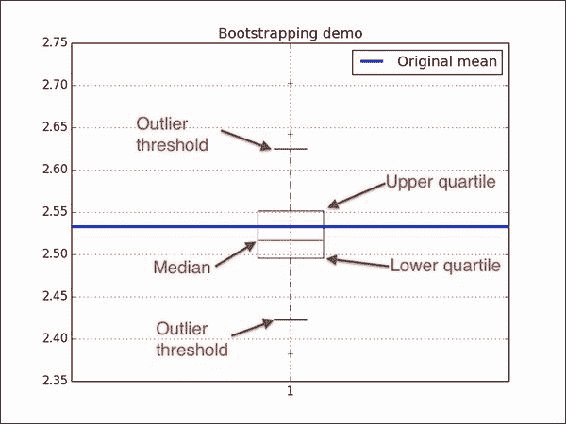 Bootstrapping demo
2.75
Original mean
2.70
2.65
Outlier
threshold
2.60
Upper quartile
2.55
2.50
Median
Lower quartile
2.45
Outlier
threshold
2.40
2.35
1